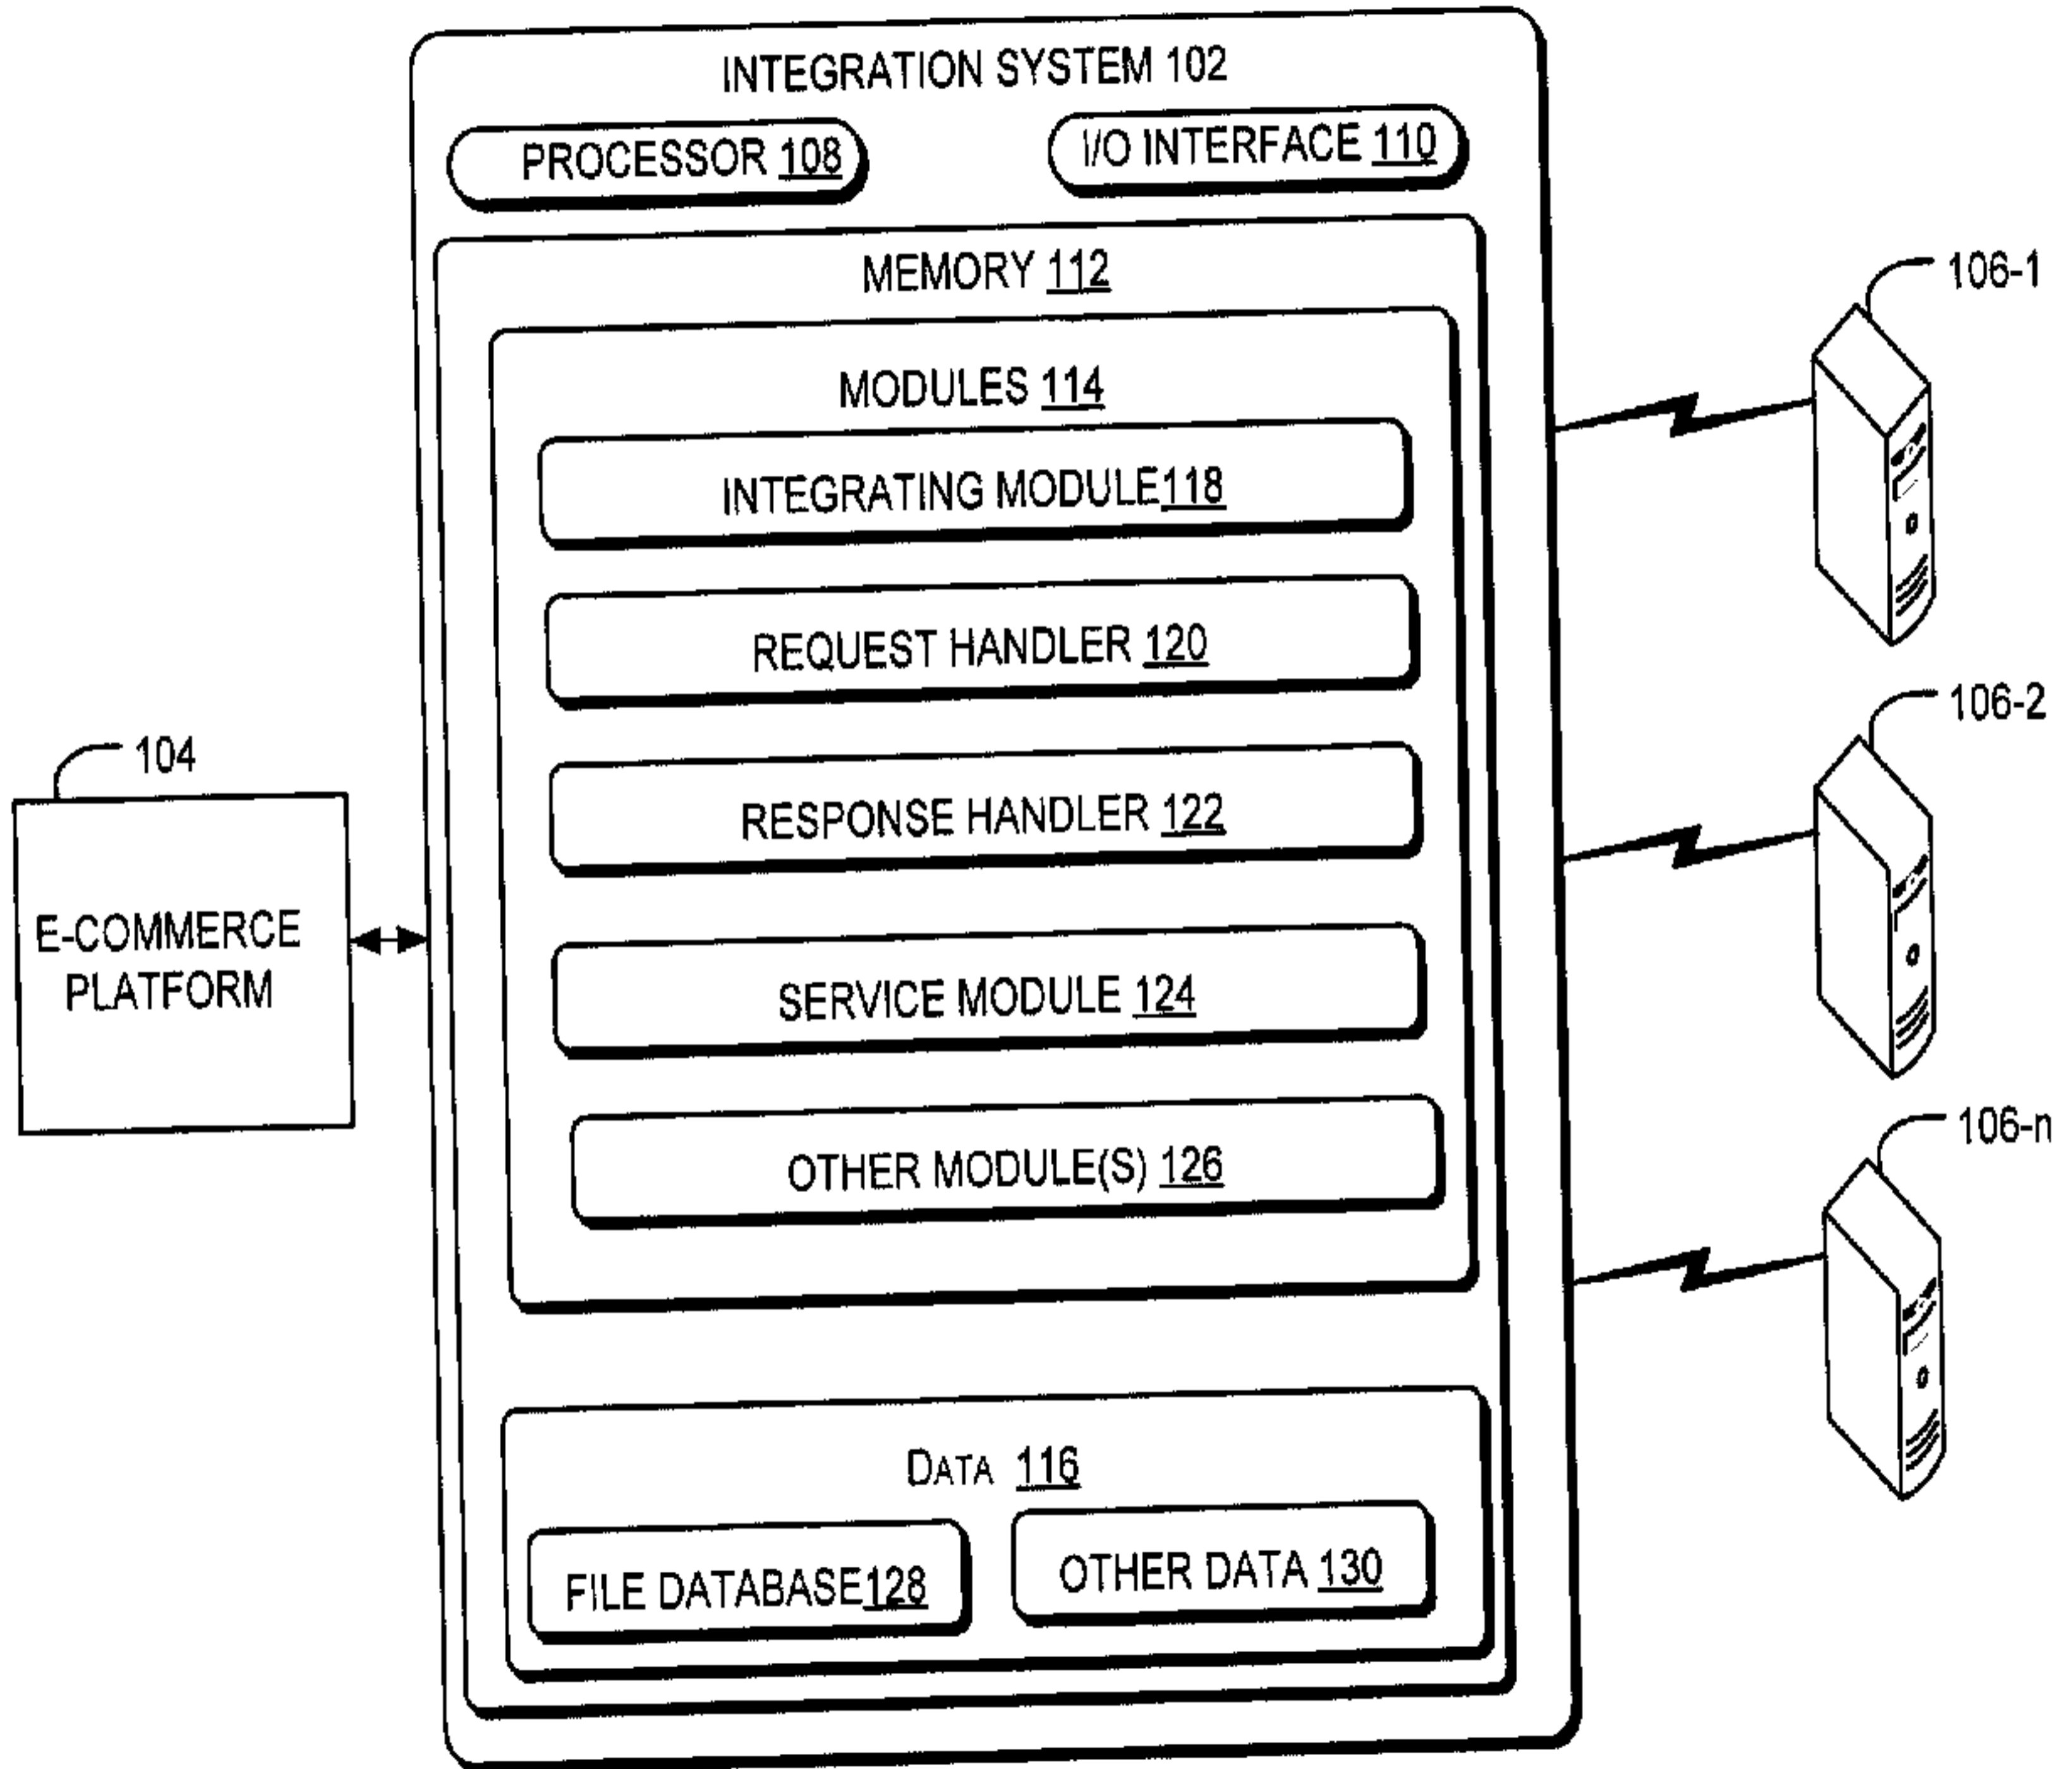 INTEGRATION SYSTEM 102
PROCESSOR 108
I/O INTERFACE 110
MEMORY 112
MODULES 114
INTEGRATING MODULE118
REQUEST HANDLER 120
RESPONSE HANDLER 122
SERVICE MODULE 124
OTHER MODULE(S) 126
DATA 116
FILE DATABASE128
OTHER DATA 130
104
E-COMMERCE
PLATFORM
106-1
106-2
106-n